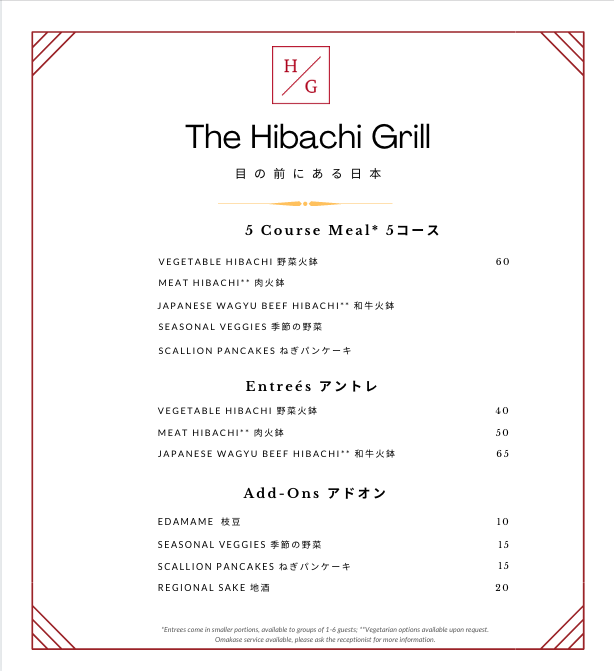 H
G
The Hibachi Grill
目の前にある日本
5 Course Meal* 5コース
VEGETABLE HIBACHI 野菜火鉢 60
MEAT HIBACHI** 肉火鉢
JAPANESE WAGYU BEEF HIBACHI** 和牛火鉢
SEASONAL VEGGIES 季節の野菜
SCALLION PANCAKES ねぎパンケーキ
Entreés アントレ
VEGETABLE HIBACHI 野菜火鉢 40
MEAT HIBACHI** 肉火鉢 50
JAPANESE WAGYU BEEF HIBACHI** 和牛火鉢 65
Add-Ons アドオン
EDAMAME 枝豆 10
SEASONAL VEGGIES 季節の野菜 15
SCALLION PANCAKES ねぎパンケーキ 15
REGIONAL SAKE 地酒 20
*Entrees come in smaller portions, available to groups of 1-6 guests; **Vegetarian options available upon request.
Omakase service available, please ask the receptionist for more information.